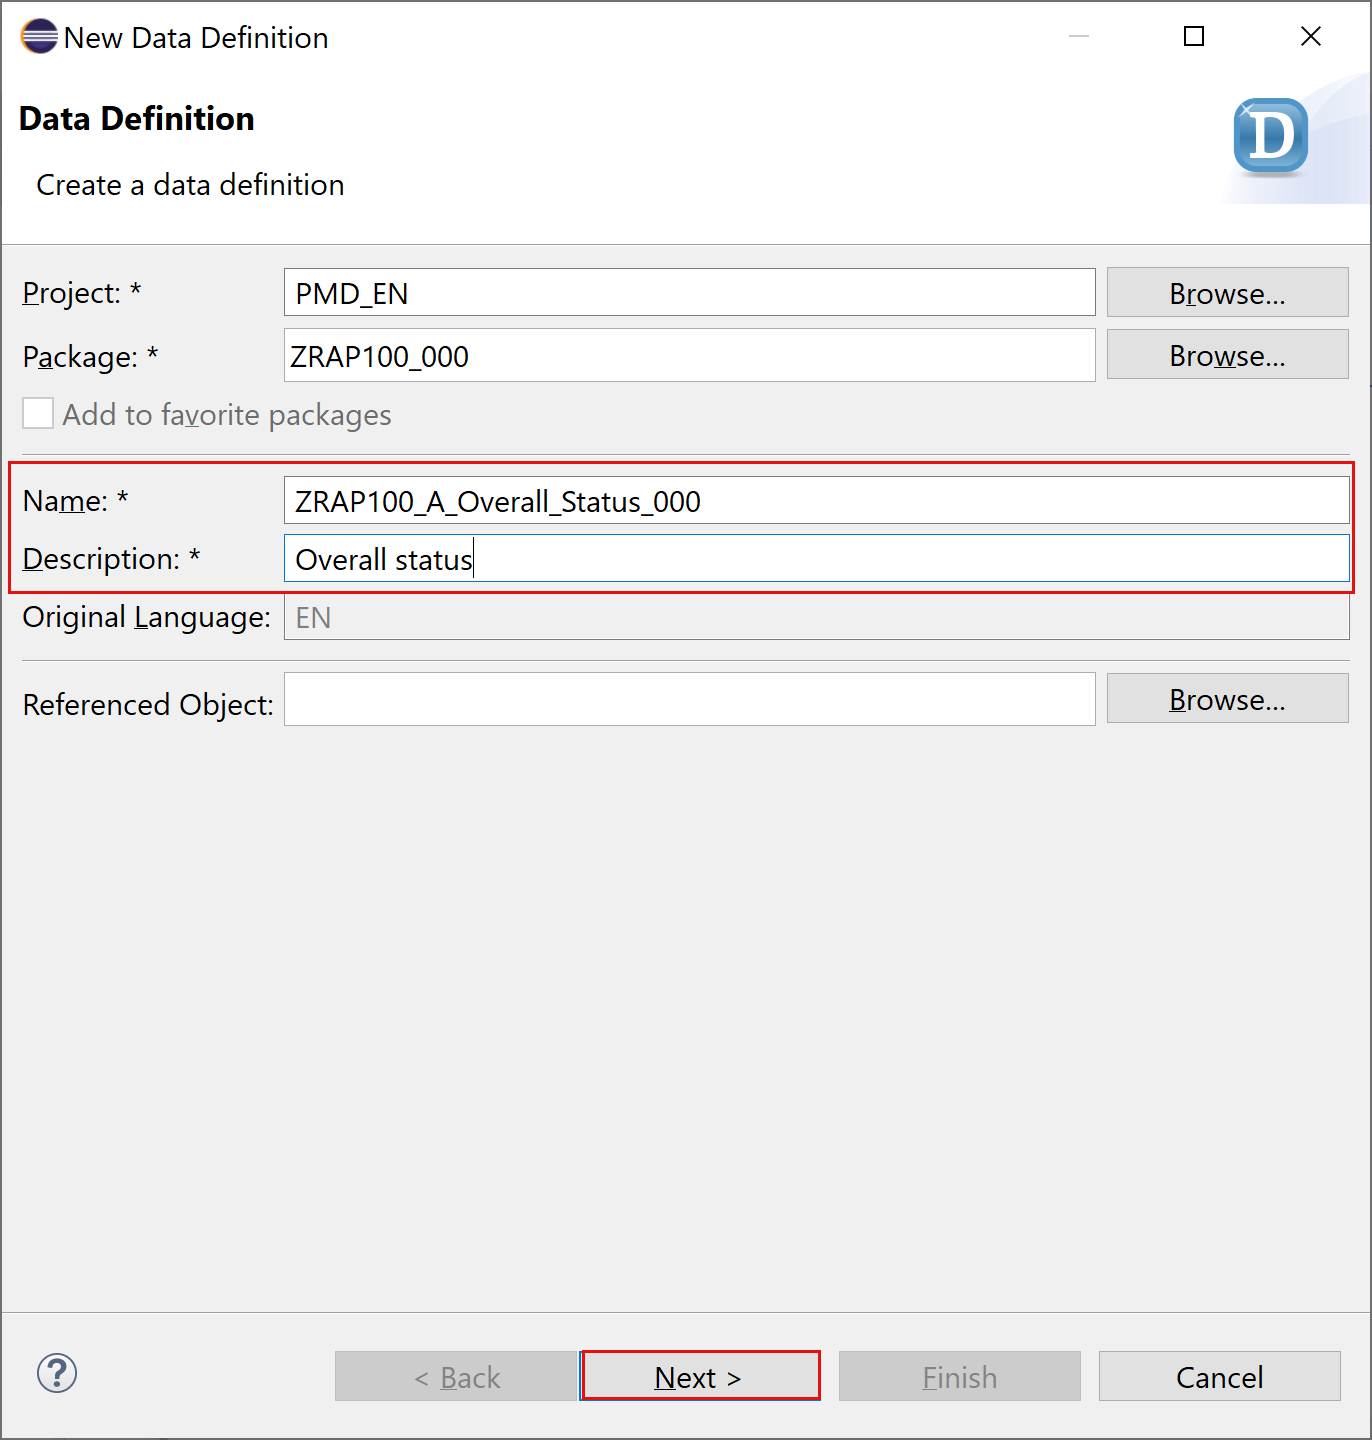 New Data Definition
Data Definition
D
Create a data definition
Project: * PMD_EN Browse...
Package: * ZRAP100_000 Browse...
Add to favorite packages
Name: * ZRAP100_A_Overall_Status_000
Description: * Overall status
Original Language: EN
Referenced Object: Browse...
? < Back Next > Finish Cancel